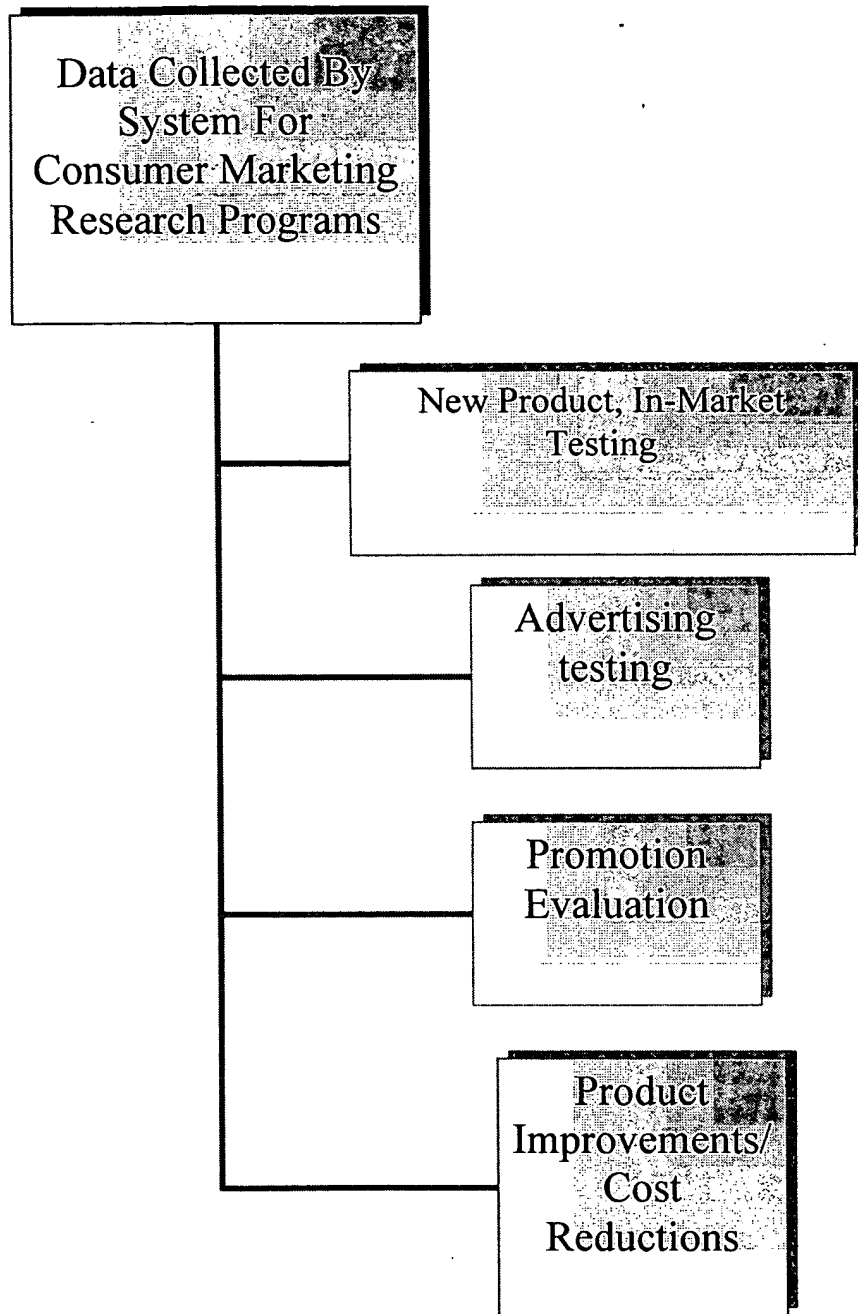 Data Collected By
System For
Consumer Marketing
Research Programs
New Product, In-Market
Testing
Advertising
testing
Promotion
Evaluation
Product
Improvements/
Cost
Reductions